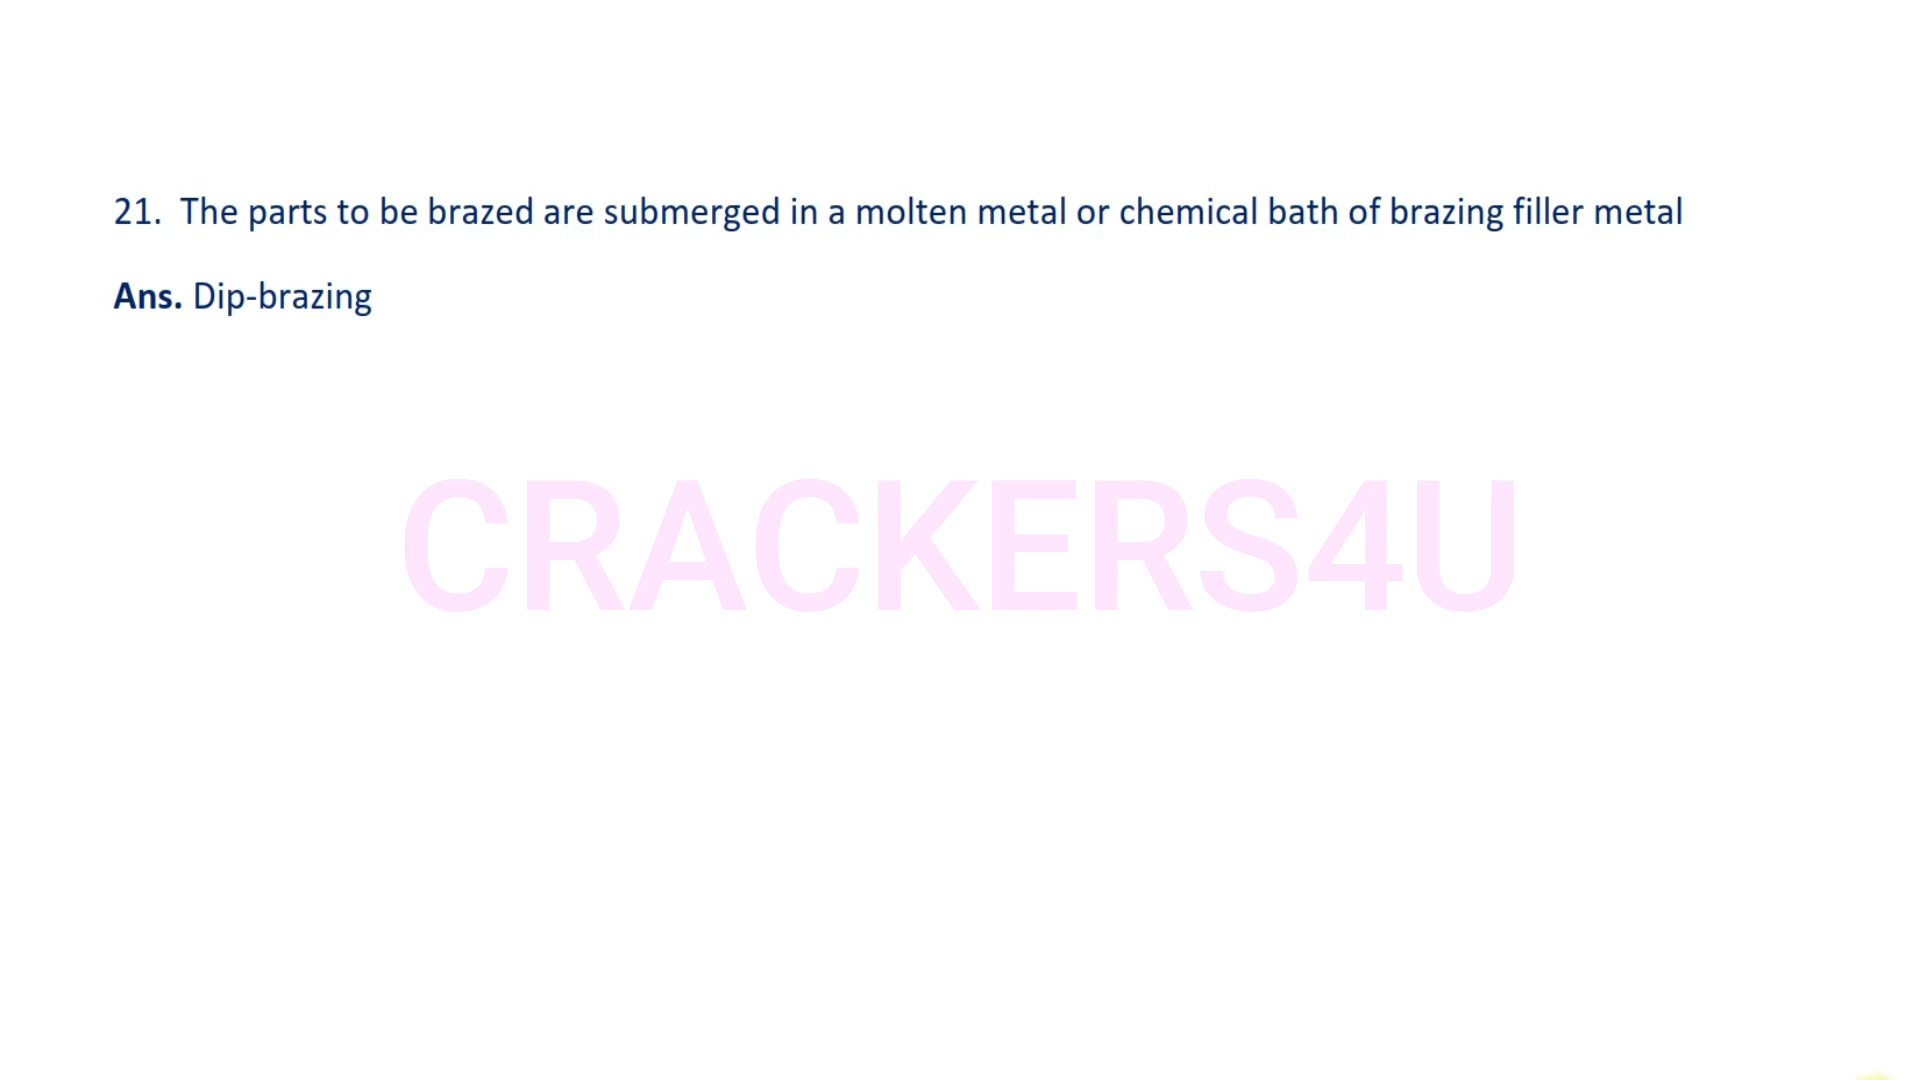 21. The parts to be brazed are submerged in a molten metal or chemical bath of brazing filler metal
Ans. Dip-brazing
CRACKERS4U